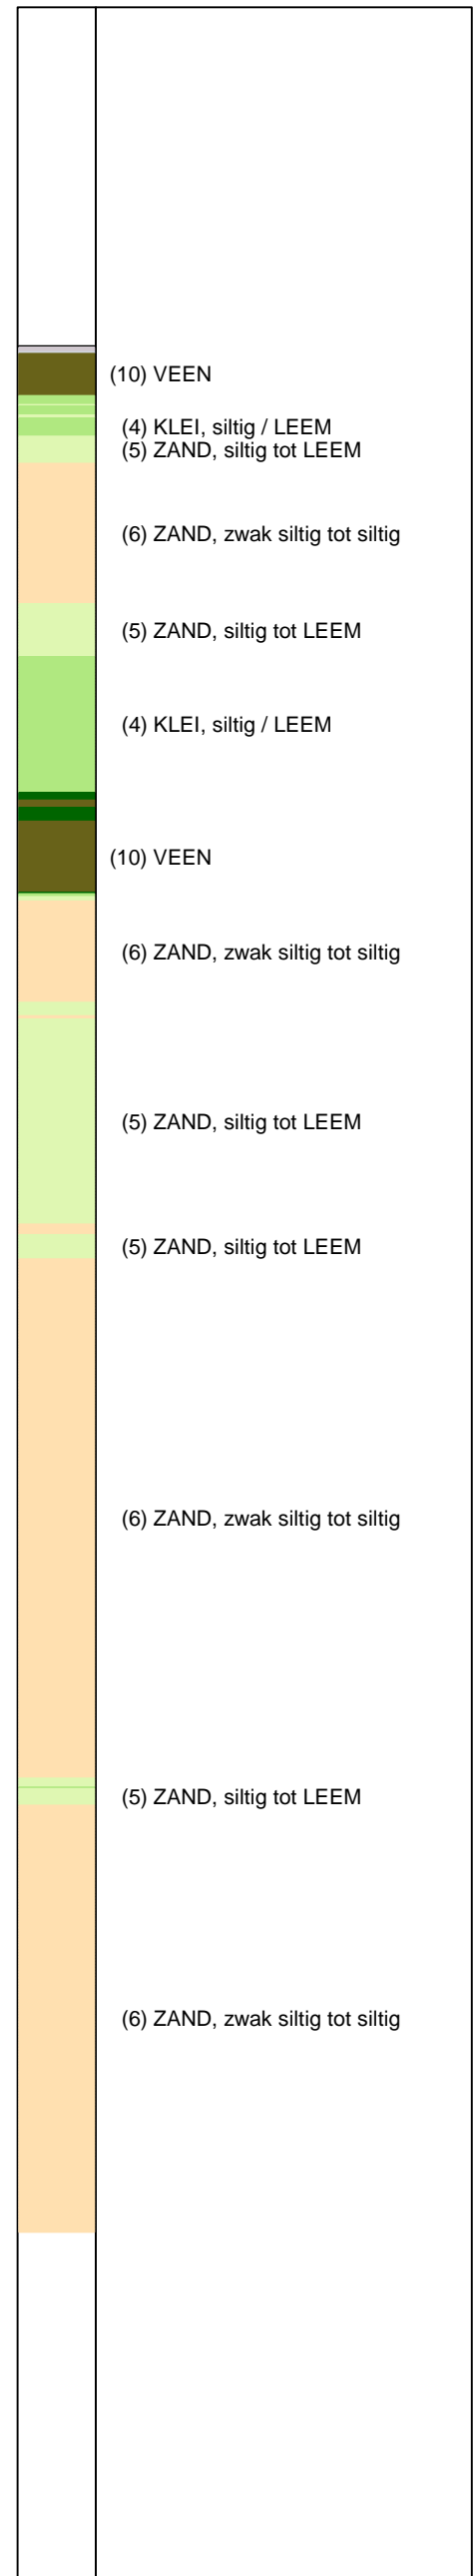 (10) VEEN
(4) KLEI, siltig / LEEM
(5) ZAND, siltig tot LEEM
(6) ZAND, zwak siltig tot siltig
(5) ZAND, siltig tot LEEM
(4) KLEI, siltig / LEEM
(10) VEEN
(6) ZAND, zwak siltig tot siltig
(5) ZAND, siltig tot LEEM
(5) ZAND, siltig tot LEEM
(6) ZAND, zwak siltig tot siltig
(5) ZAND, siltig tot LEEM
(6) ZAND, zwak siltig tot siltig